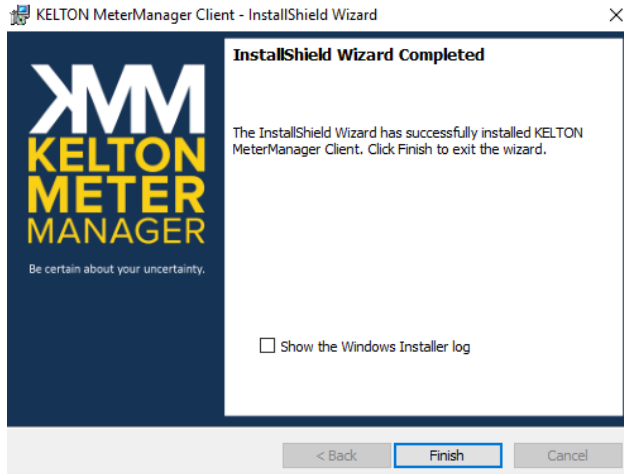 KELTON MeterManager Client - InstallShield Wizard
KMM
KELTON
METER
MANAGER
Be certain about your uncertainty.
InstallShield Wizard Completed
The InstallShield Wizard has successfully installed KELTON
MeterManager Client. Click Finish to exit the wizard.
Show the Windows Installer log
< Back
Finish
Cancel